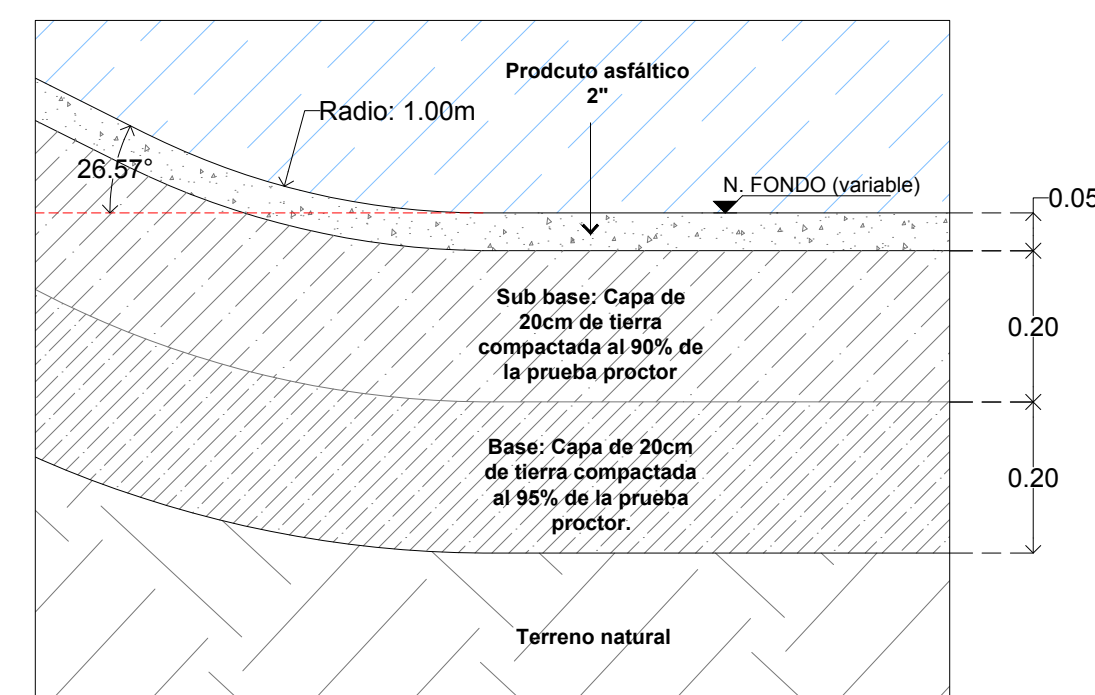 Prodcuto asfáltico
2"
Radio: 1.00m
26.57°
N. FONDO (variable)
0.05
Sub base: Capa de
20cm de tierra
compactada al 90% de
la prueba proctor
0.20
Base: Capa de 20cm
de tierra compactada
al 95% de la prueba
proctor.
0.20
Terreno natural